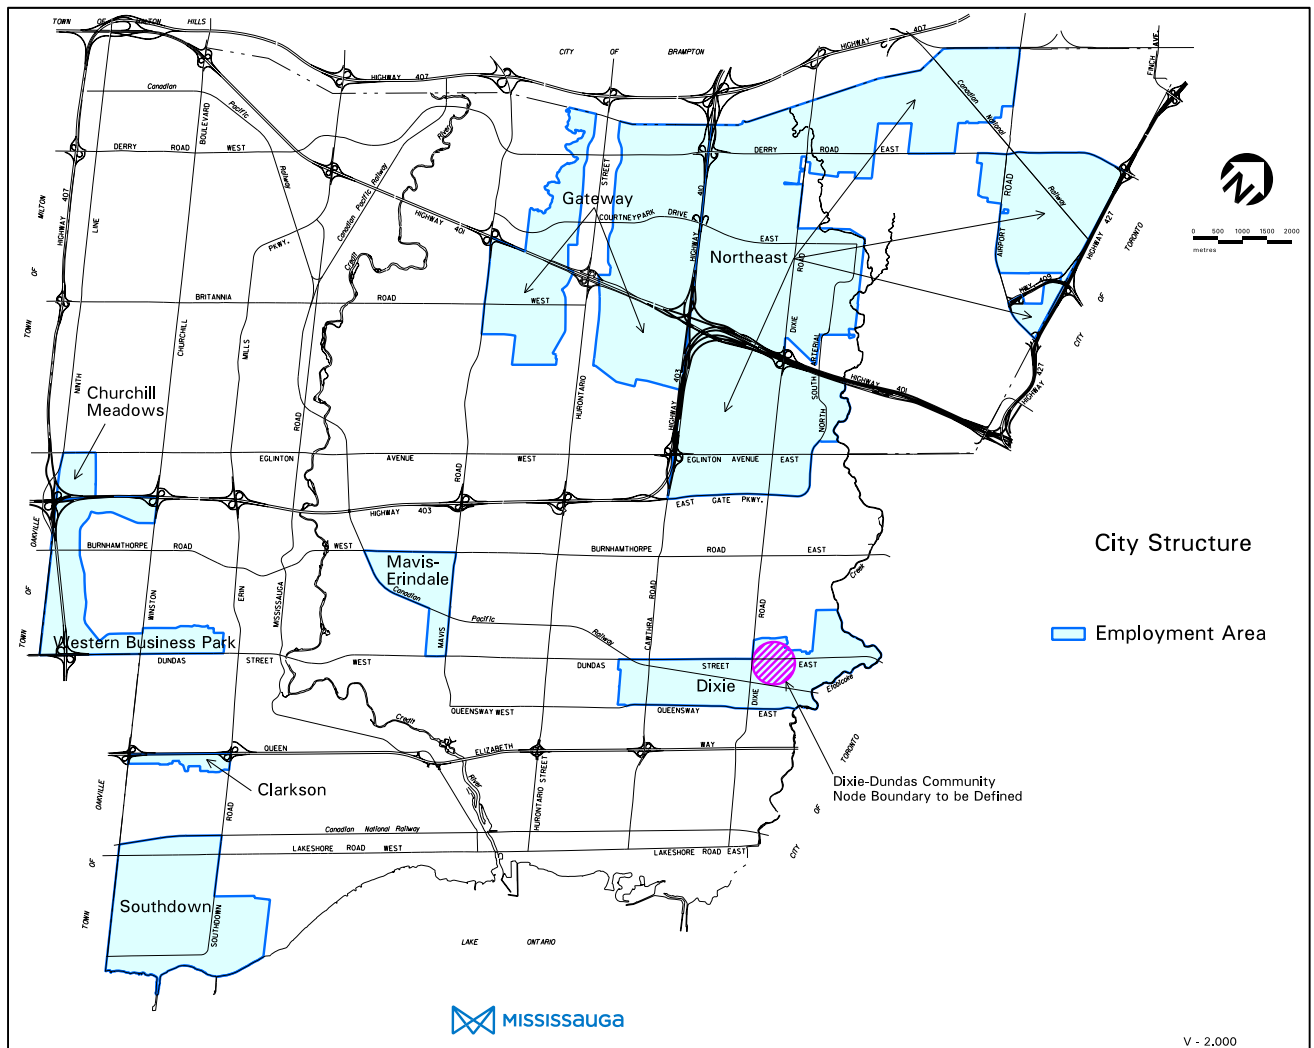 TOWN OF MILTON HILLS
CITY OF BRAMPTON
HIGHWAY 407
HIGHWAY 407
FINCH AVE.
Canadian Pacific Railway
BOULEVARD
River
Canadian National Railway
DERRY ROAD WEST
DERRY ROAD EAST
STREET
410
HIGHWAY 407
LINE
TOWN OF MILTON
Canadian Pacific Railway
Gateway
COURTNEYPARK DRIVE EAST
HIGHWAY 401
PKWY.
Credit
HIGHWAY
Northeast
ROAD
AIRPORT ROAD
HIGHWAY 427
CITY OF TORONTO
HWY. 409
0 500 1000 1500 2000
metres
BRITANNIA ROAD WEST
CHURCHILL
MILLS
DIXIE
SOUTH ARTERIAL
NORTH
HIGHWAY 401
HIGHWAY 427
HIGHWAY 403
HURONTARIO
NINTH
Churchill
Meadows
ROAD
EGLINTON AVENUE WEST
EGLINTON AVENUE EAST
ROAD
EAST GATE PKWY.
HIGHWAY 403
TOWN OF OAKVILLE
BURNHAMTHORPE ROAD WEST
BURNHAMTHORPE ROAD EAST
City Structure
Mavis-
Erindale
Canadian Pacific Railway
Creek
WINSTON
ERIN
MISSISSAUGA
MAVIS
CAWTHRA ROAD
ROAD
Employment Area
Western Business Park
DUNDAS STREET WEST
DUNDAS STREET EAST
Dixie
DIXIE
Etobicoke
QUEENSWAY WEST
QUEENSWAY EAST
Credit
River
QUEEN ELIZABETH WAY
CITY OF TORONTO
Clarkson
Dixie-Dundas Community
Node Boundary to be Defined
TOWN OF OAKVILLE
ROAD
HURONTARIO STREET
Canadian National Railway
LAKESHORE ROAD WEST
LAKESHORE ROAD EAST
Southdown
SOUTHDOWN
LAKE ONTARIO
MISSISSAUGA
V - 2.000